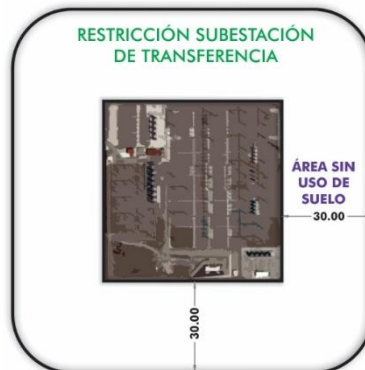 RESTRICCIÓN SUBESTACIÓN
DE TRANSFERENCIA
ÁREA SIN
USO DE
SUELO
30.00
30.00